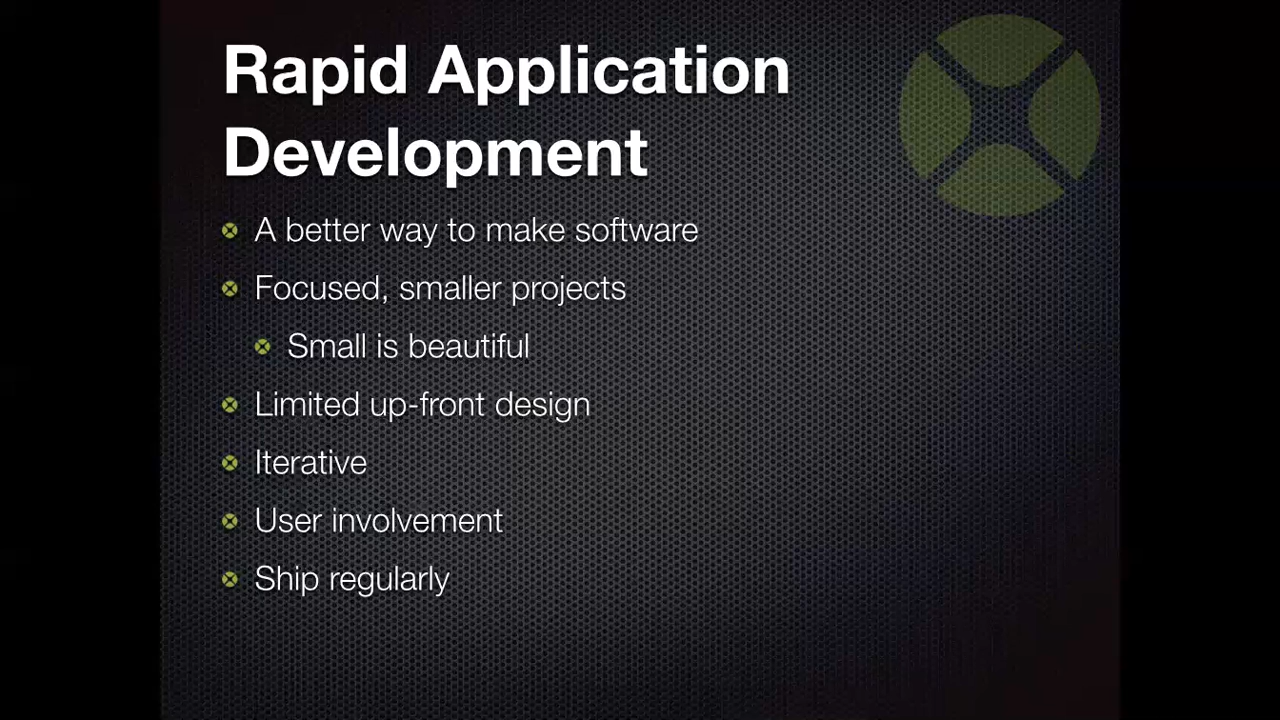 Rapid Application
Development
A better way to make software
Focused, smaller projects
Small is beautiful
Limited up-front design
Iterative
User involvement
Ship regularly